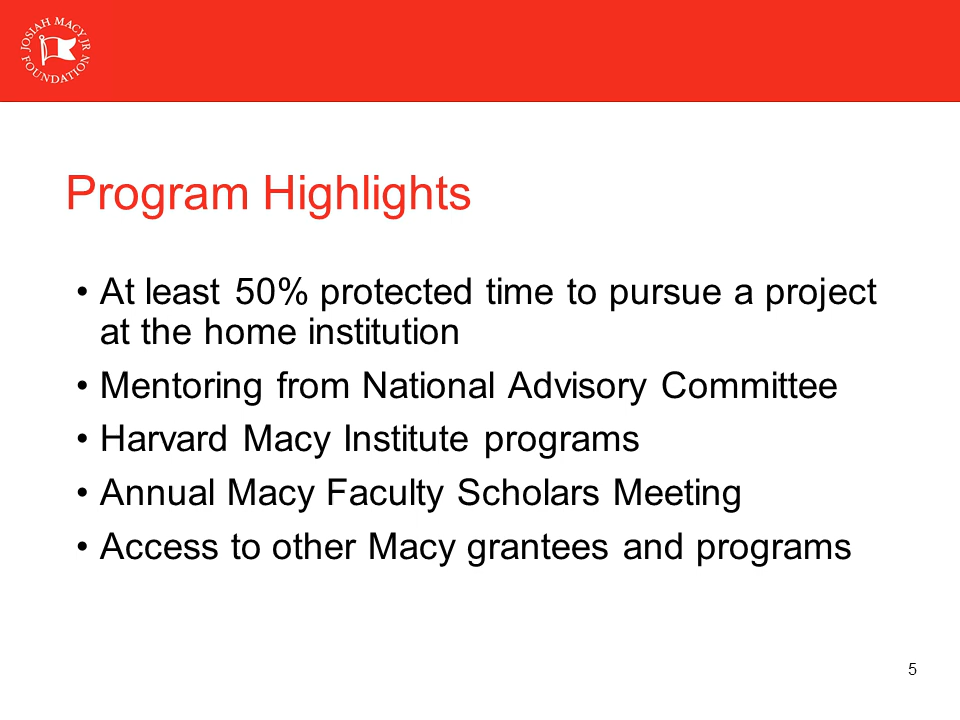 JOSIAH MACY JR
FOUNDATION
Program Highlights
• At least 50% protected time to pursue a project
at the home institution
• Mentoring from National Advisory Committee
• Harvard Macy Institute programs
• Annual Macy Faculty Scholars Meeting
• Access to other Macy grantees and programs
5